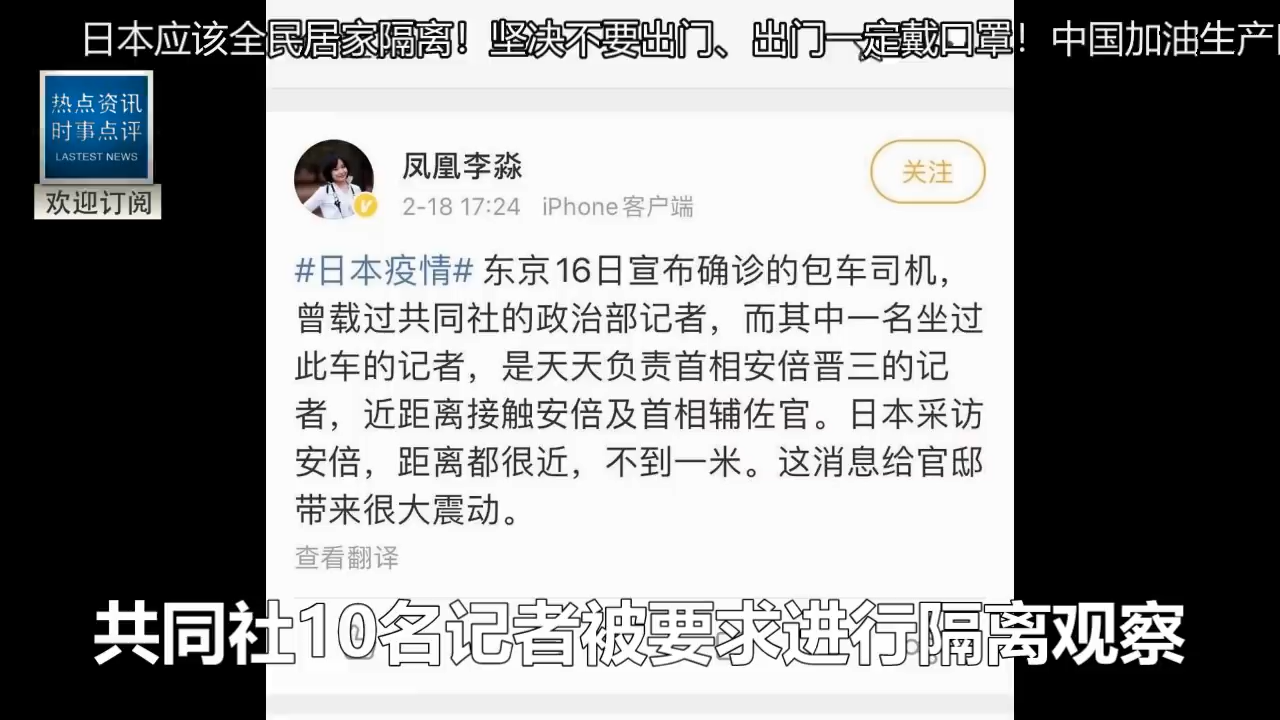 日本应该全民居家隔离！坚决不要出门、出门一定戴口罩！中国加油生产
热点资讯
时事点评
LASTEST NEWS
欢迎订阅
凤凰李淼
关注
2-18 17:24 iPhone客户端
#日本疫情# 东京16日宣布确诊的包车司机，
曾载过共同社的政治部记者，而其中一名坐过
此车的记者，是天天负责首相安倍晋三的记
者，近距离接触安倍及首相辅佐官。日本采访
安倍，距离都很近，不到一米。这消息给官邸
带来很大震动。
查看翻译
共同社10名记者被要求进行隔离观察